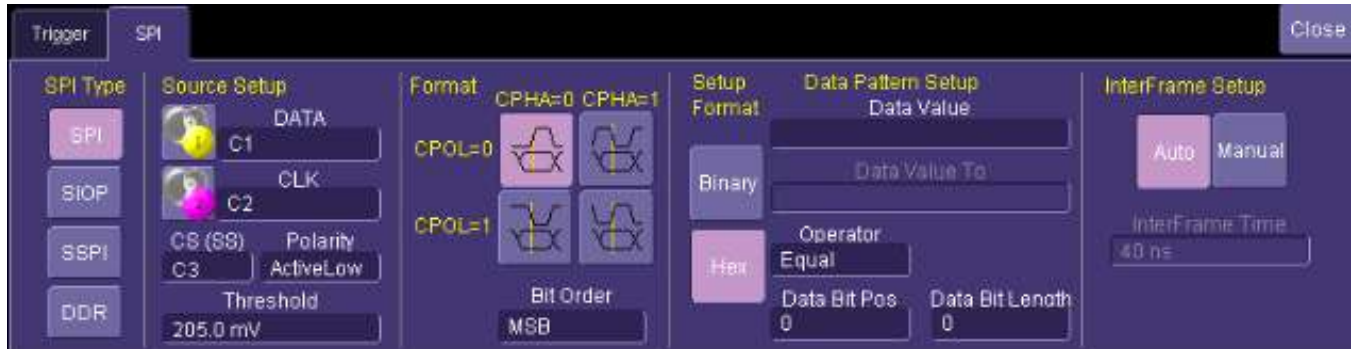 Trigger
SPI
Close
SPI Type
SPI
SIOP
SSPI
DDR
Source Setup
DATA
C1
CLK
C2
CS (SS) Polarity
C3 ActiveLow
Threshold
205.0 mV
Format
CPHA=0 CPHA=1
CPOL=0
CPOL=1
Bit Order
MSB
Setup Format
Binary
Hex
Data Pattern Setup
Data Value
Data Value To
Operator
Equal
Data Bit Pos Data Bit Length
0 0
InterFrame Setup
Auto Manual
InterFrame Time
40 ns